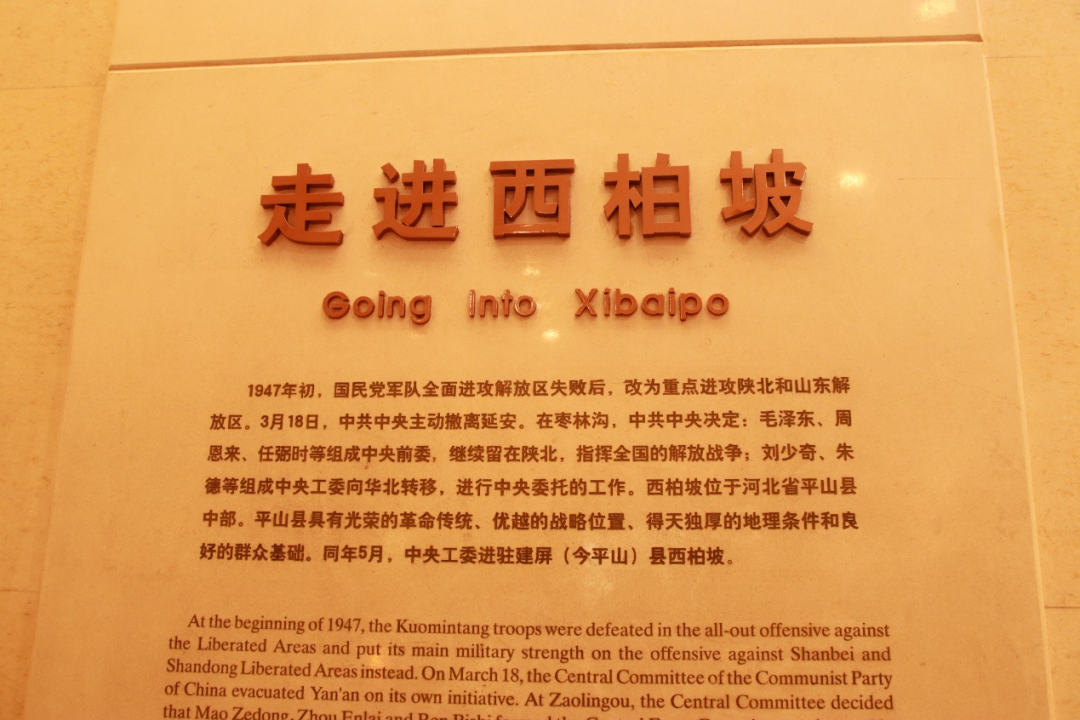 走进西柏坡
Going Into Xibaipo
1947年初，国民党军队全面进攻解放区失败后，改为重点进攻陕北和山东解
放区。3月18日，中共中央主动撤离延安。在枣林沟，中共中央决定：毛泽东、周
恩来、任弼时等组成中央前委，继续留在陕北，指挥全国的解放战争；刘少奇、朱
德等组成中央工委向华北转移，进行中央委托的工作。西柏坡位于河北省平山县
中部。平山县具有光荣的革命传统、优越的战略位置、得天独厚的地理条件和良
好的群众基础。同年5月，中央工委进驻建屏（今平山）县西柏坡。
At the beginning of 1947, the Kuomintang troops were defeated in the all-out offensive against
the Liberated Areas and put its main military strength on the offensive against Shanbei and
Shandong Liberated Areas instead. On March 18, the Central Committee of the Communist Party
of China evacuated Yan'an on its own initiative. At Zaolingou, the Central Committee decided
that Mao Zedong, Zhou Enlai and Ren Bishi formed the Central